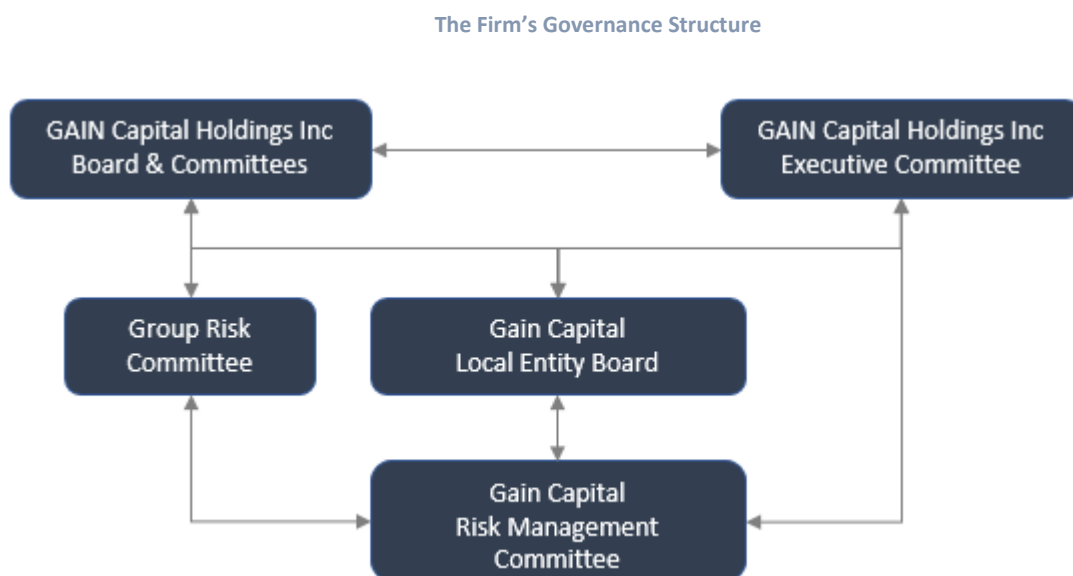 The Firm’s Governance Structure
GAIN Capital Holdings Inc
Board & Committees
GAIN Capital Holdings Inc
Executive Committee
Group Risk
Committee
Gain Capital
Local Entity Board
Gain Capital
Risk Management
Committee